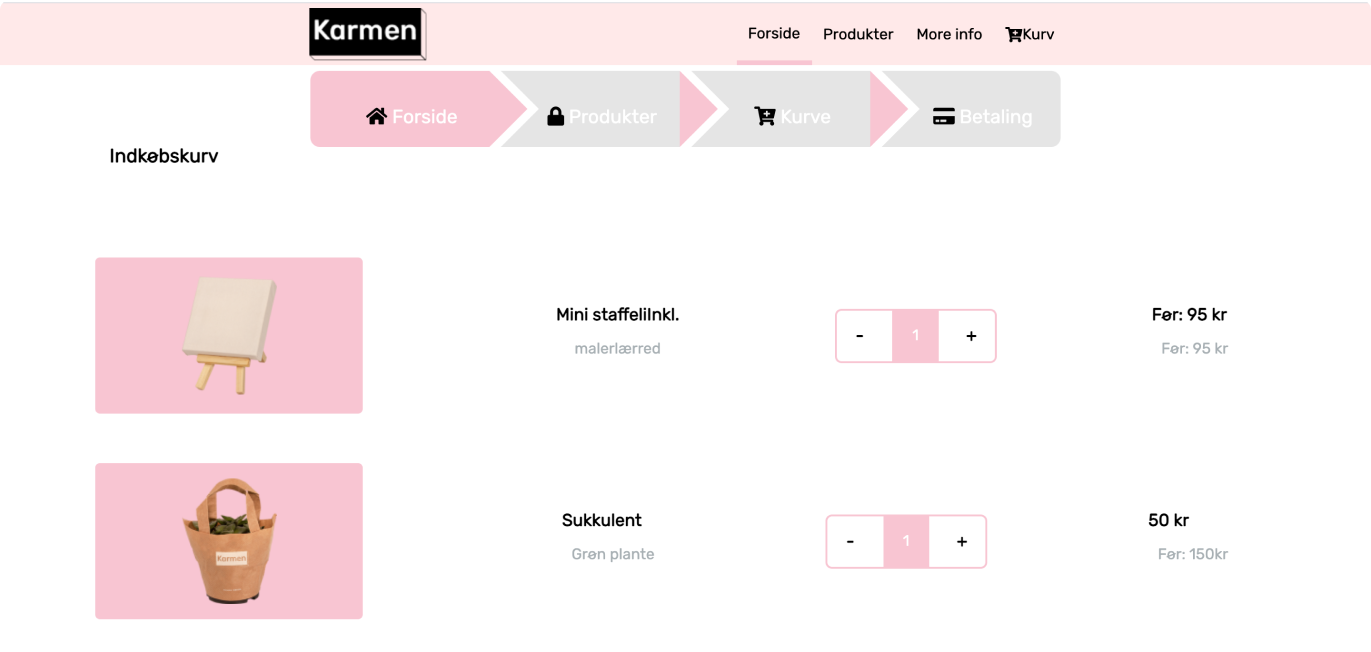 Karmen
Forside Produkter More info Kurv
Forside Produkter Kurve Betaling
Indkøbskurv
Mini staffeliInkl.
malerlærred
- 1 +
Før: 95 kr
Før: 95 kr
Karmen
Sukkulent
Grøn plante
- 1 +
50 kr
Før: 150kr